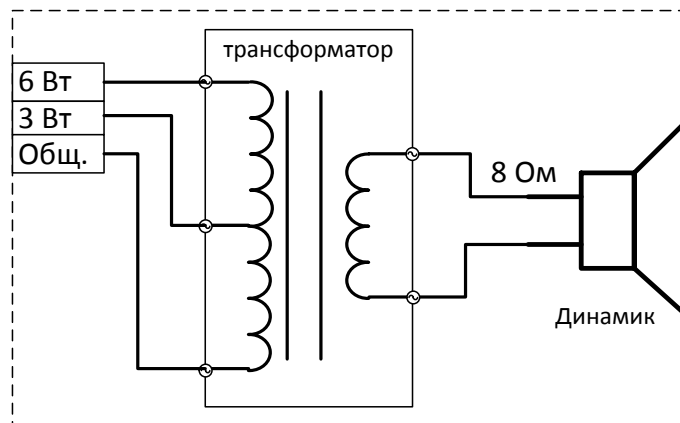 трансформатор
6 Вт
3 Вт
Общ.
8 Ом
Динамик